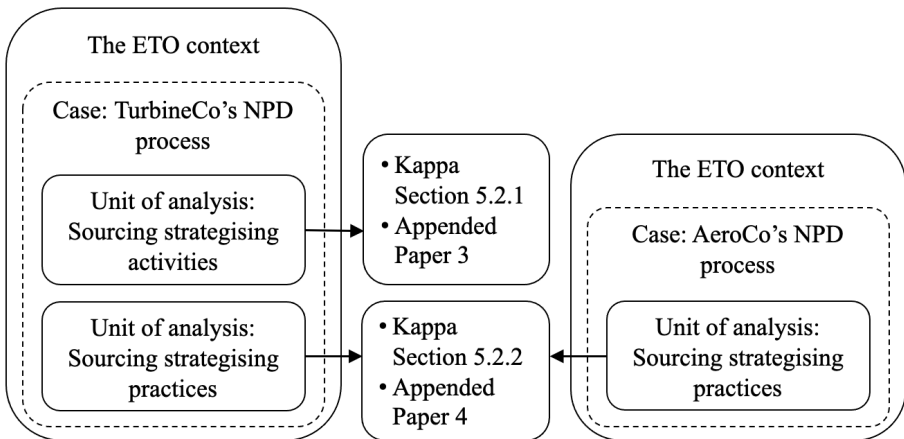 The ETO context
Case: TurbineCo's NPD
process
Unit of analysis:
Sourcing strategising
activities
Unit of analysis:
Sourcing strategising
practices
• Kappa
Section 5.2.1
• Appended
Paper 3
• Kappa
Section 5.2.2
• Appended
Paper 4
The ETO context
Case: AeroCo's NPD
process
Unit of analysis:
Sourcing strategising
practices